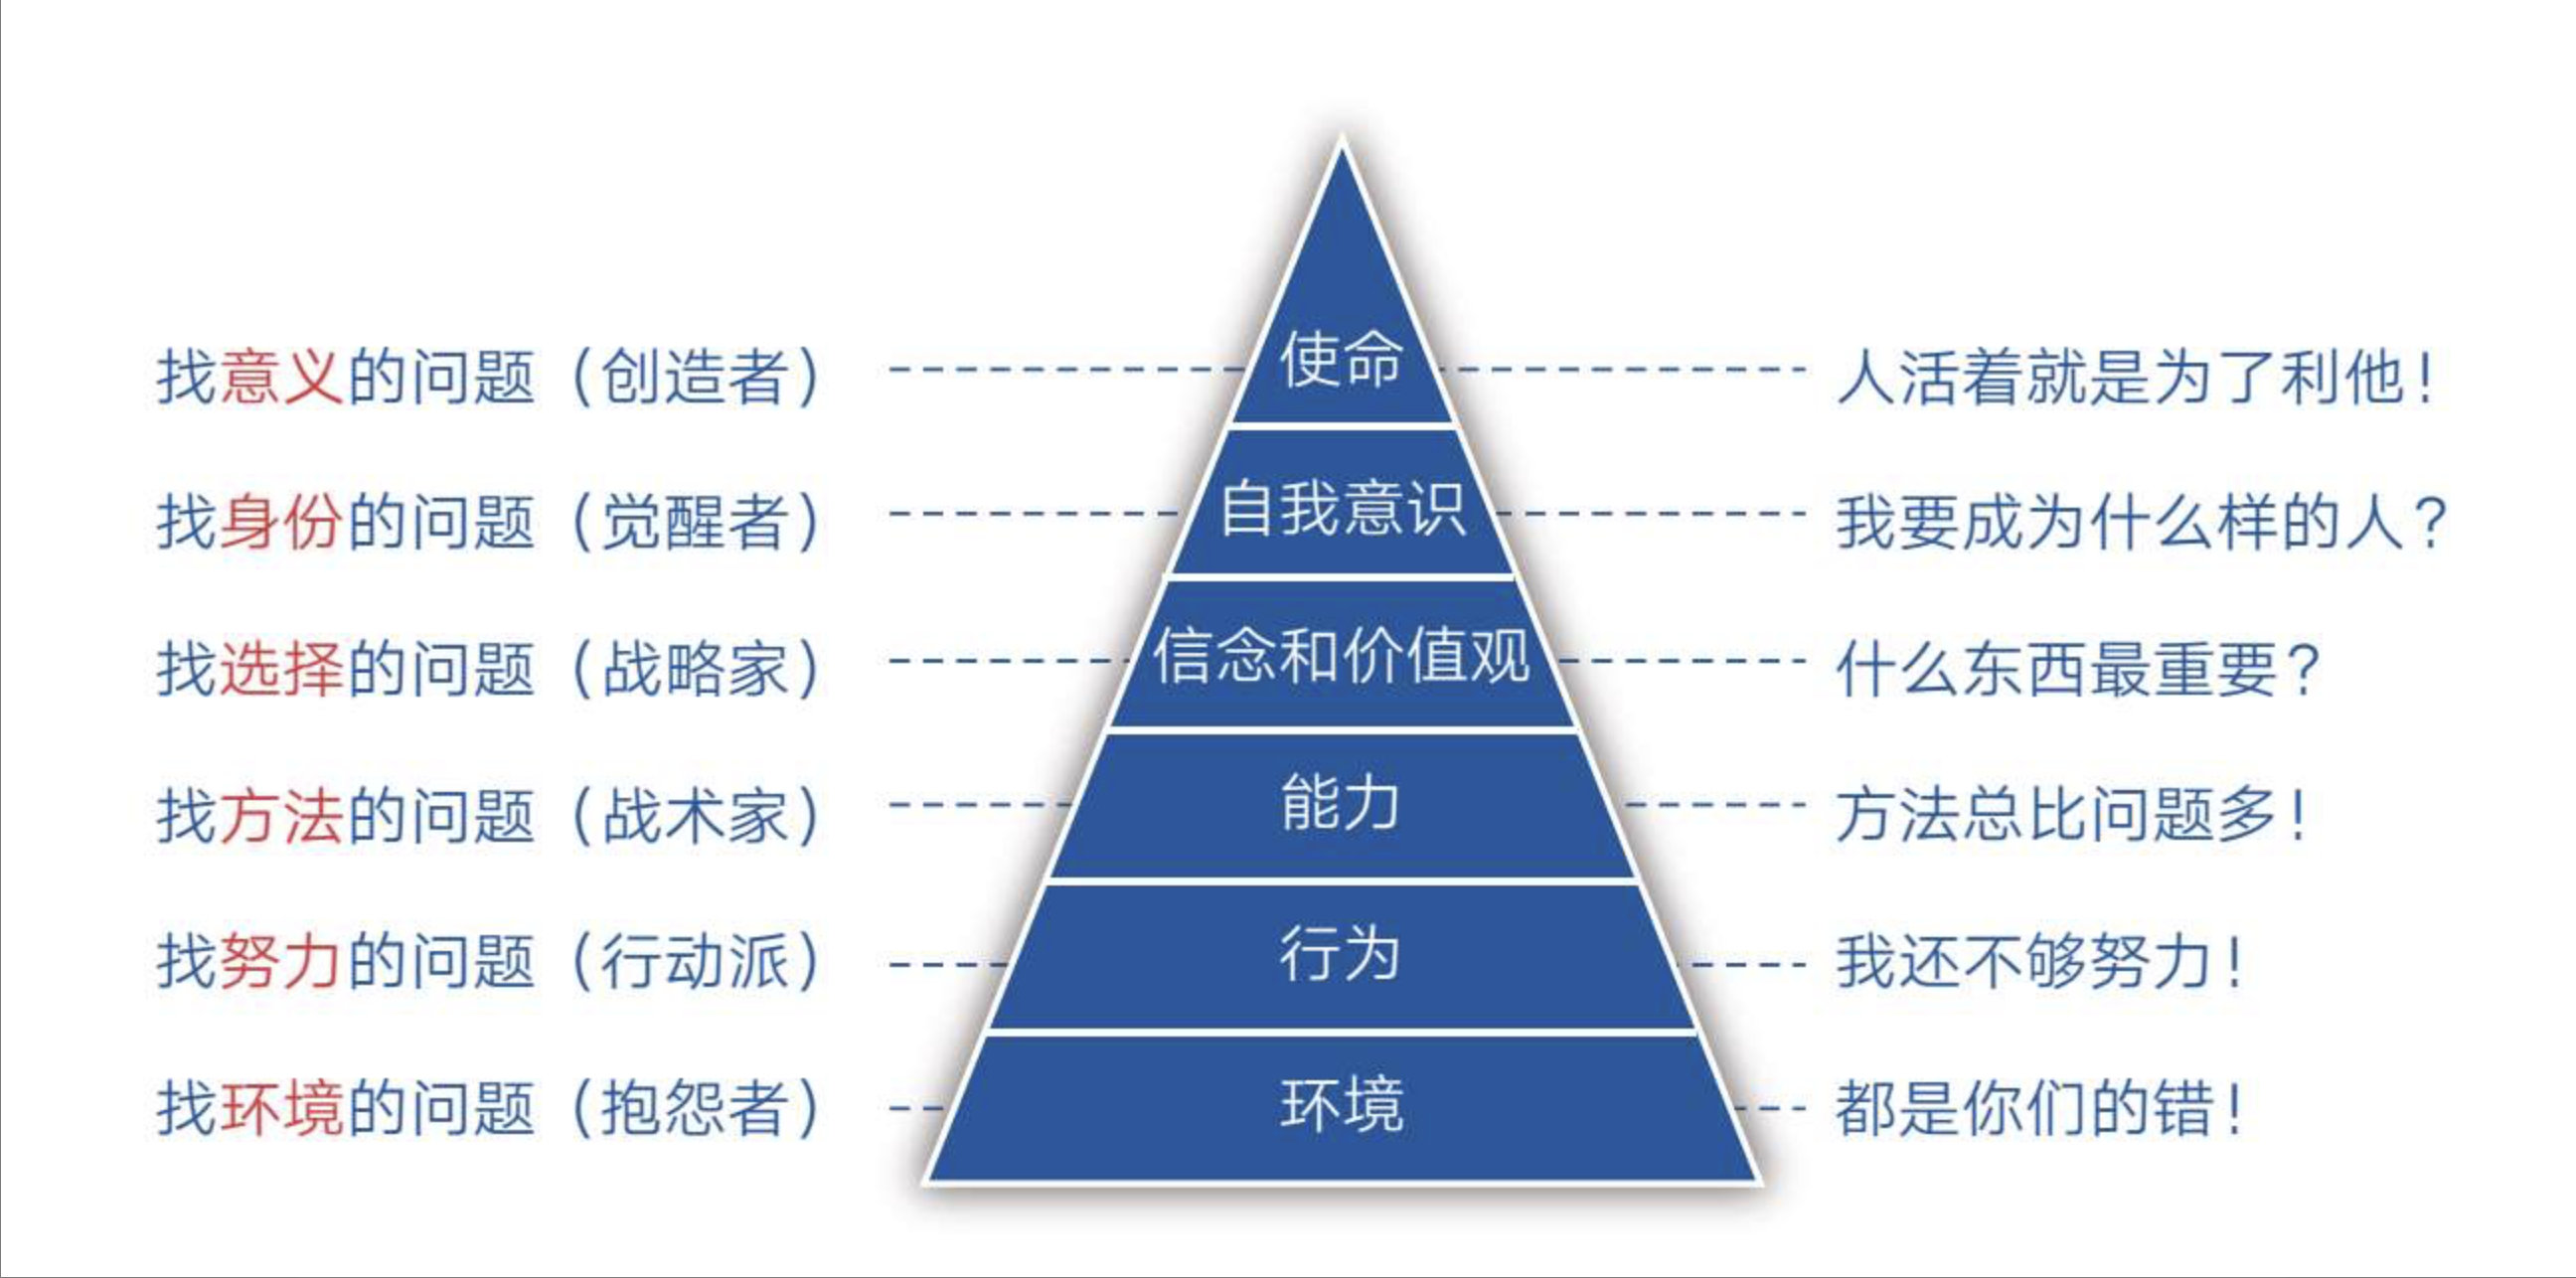 找意义的问题（创造者） 使命 人活着就是为了利他！
找身份的问题（觉醒者） 自我意识 我要成为什么样的人？
找选择的问题（战略家） 信念和价值观 什么东西最重要？
找方法的问题（战术家） 能力 方法总比问题多！
找努力的问题（行动派） 行为 我还不够努力！
找环境的问题（抱怨者） 环境 都是你们的错！